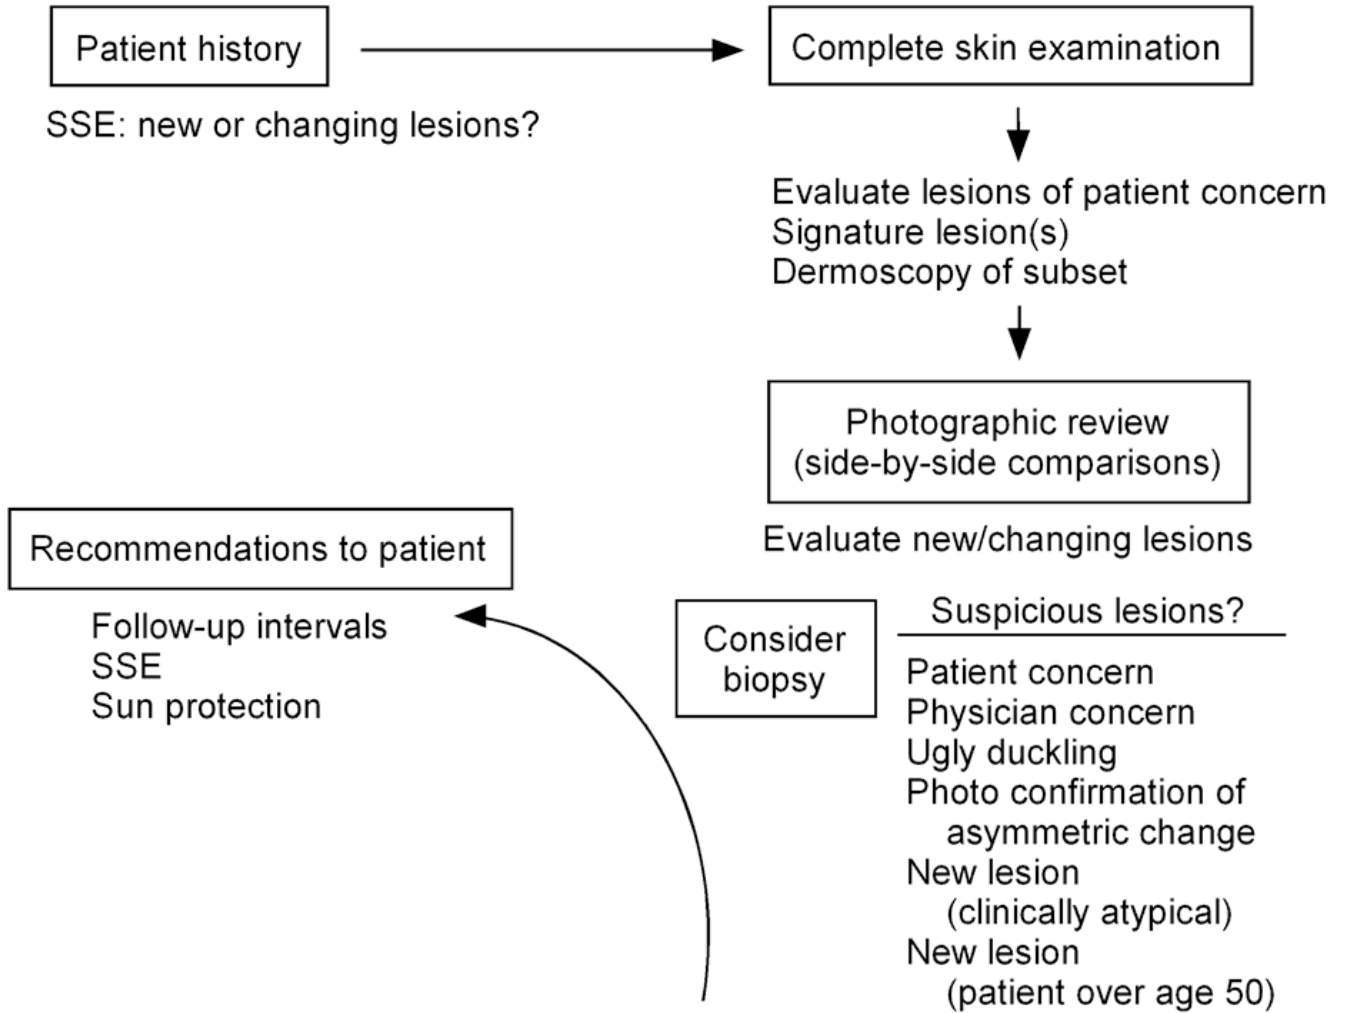 Patient history
SSE: new or changing lesions?
Complete skin examination
Evaluate lesions of patient concern
Signature lesion(s)
Dermoscopy of subset
Photographic review
(side-by-side comparisons)
Evaluate new/changing lesions
Consider
biopsy
Suspicious lesions?
Patient concern
Physician concern
Ugly duckling
Photo confirmation of
asymmetric change
New lesion
(clinically atypical)
New lesion
(patient over age 50)
Recommendations to patient
Follow-up intervals
SSE
Sun protection